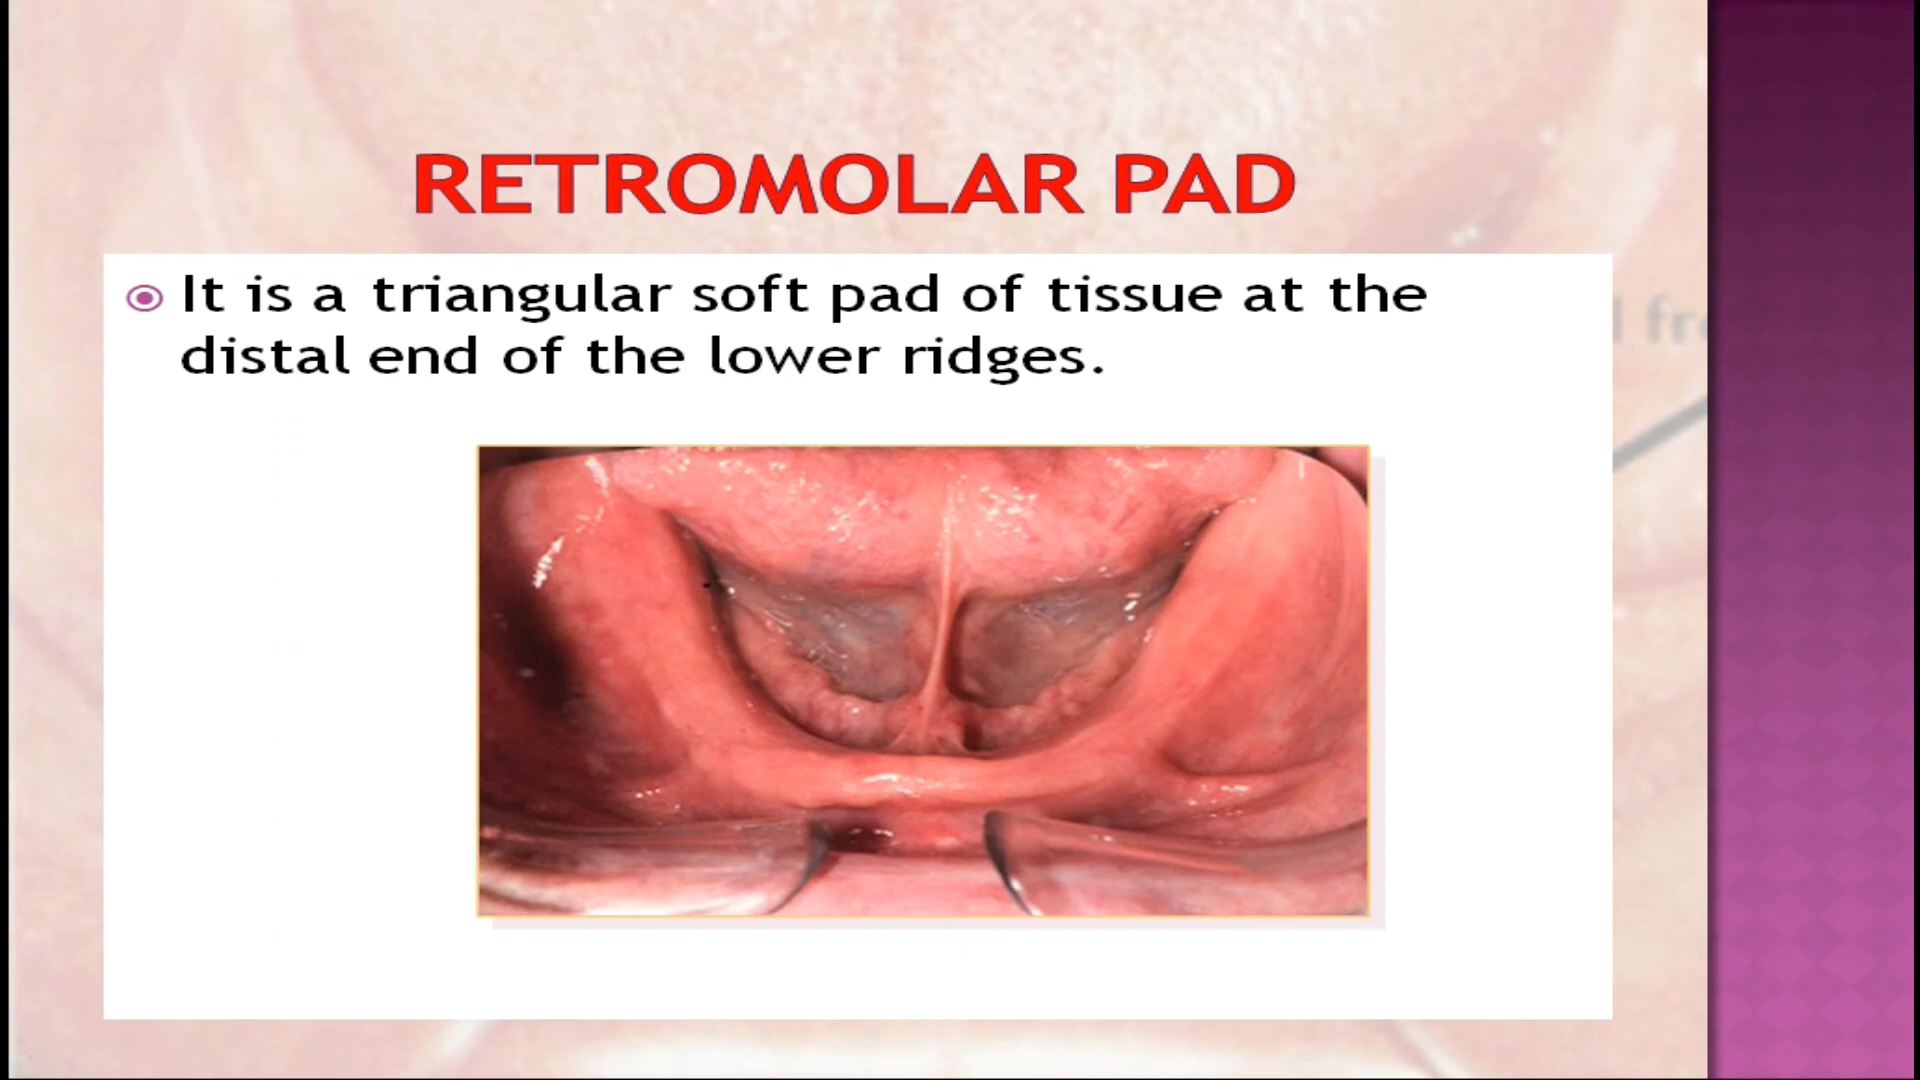 RETROMOLAR PAD
It is a triangular soft pad of tissue at the
distal end of the lower ridges.